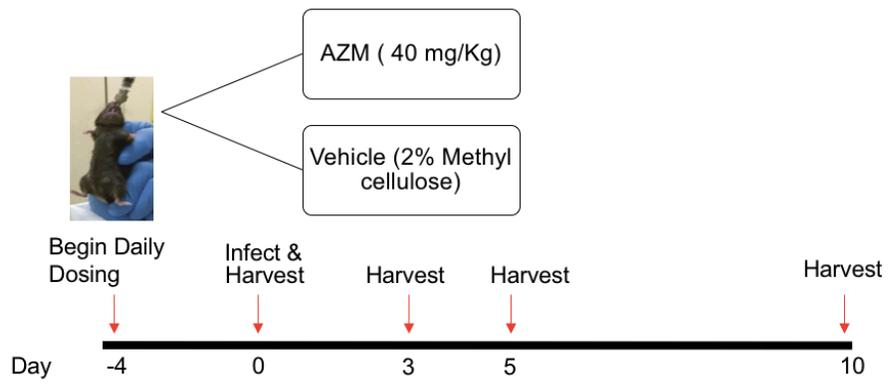 AZM ( 40 mg/Kg)
Vehicle (2% Methyl
cellulose)
Begin Daily
Dosing
Infect &
Harvest
Harvest
Harvest
Harvest
Day -4 0 3 5 10